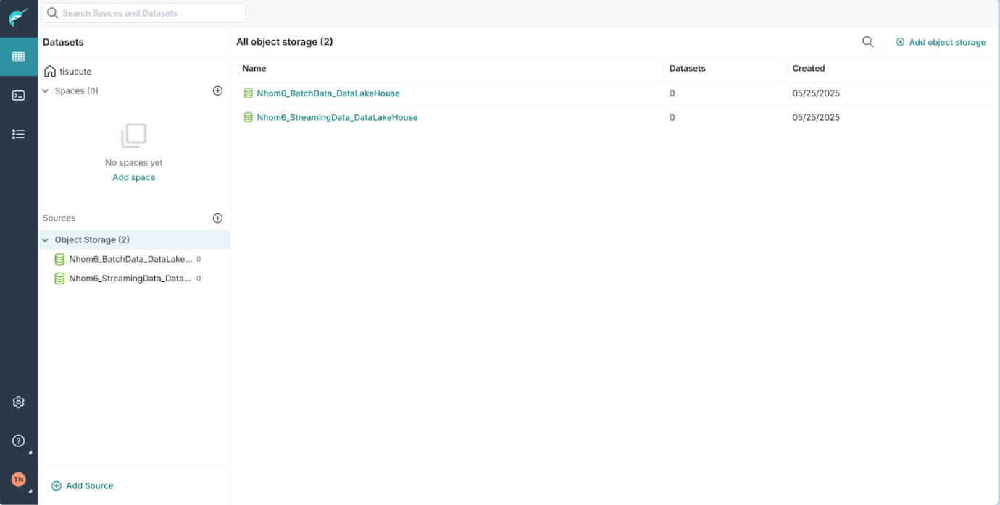 Search Spaces and Datasets
Datasets
tisucute
Spaces (0)
No spaces yet
Add space
Sources
Object Storage (2)
Nhom6_BatchData_DataLake... 0
Nhom6_StreamingData_Data... 0
Add Source
TN
All object storage (2)
Add object storage
Name Datasets Created
Nhom6_BatchData_DataLakeHouse 0 05/25/2025
Nhom6_StreamingData_DataLakeHouse 0 05/25/2025